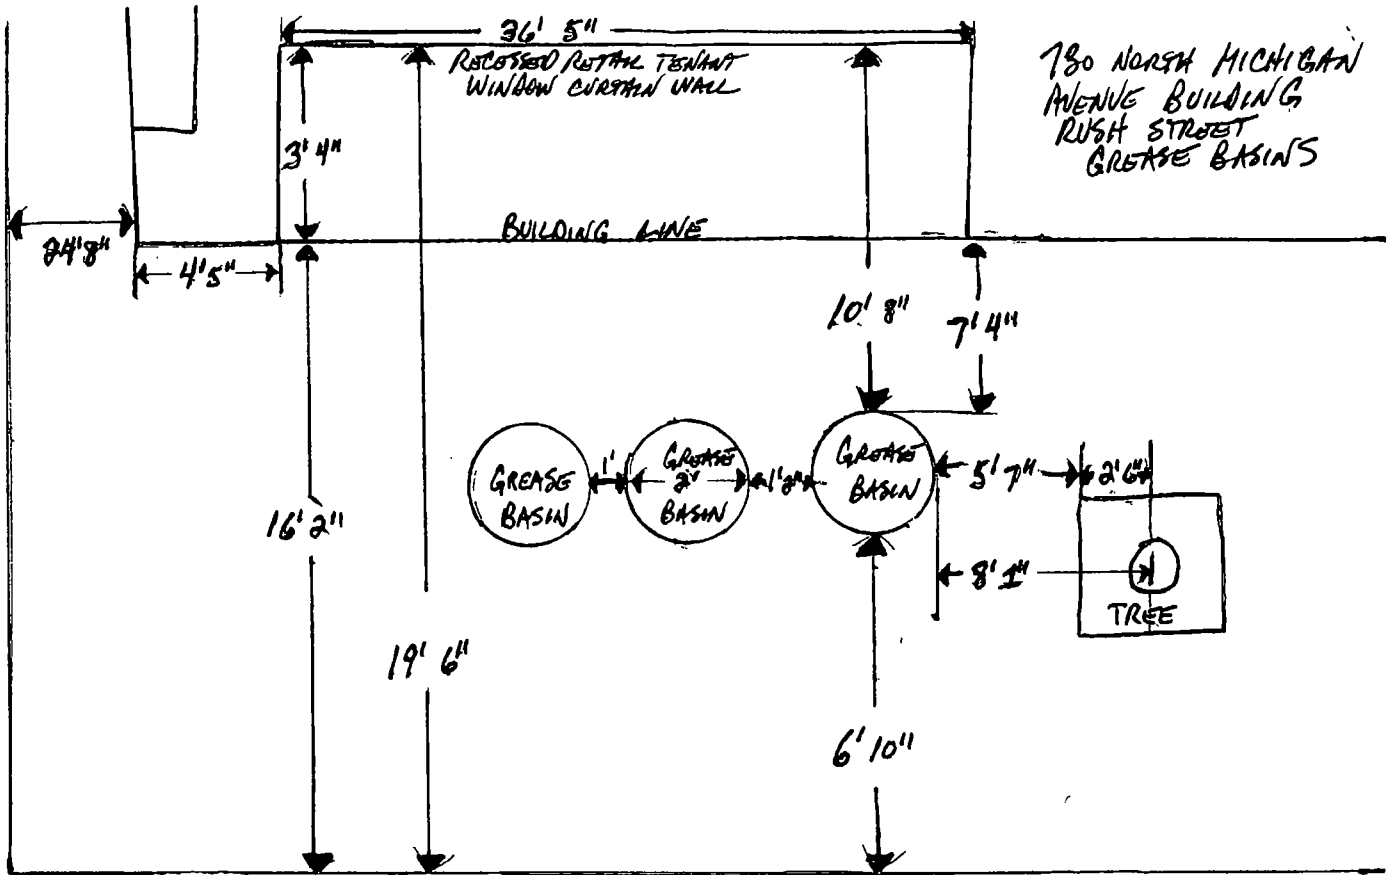 36' 5"
RECESSED RETAIL TENANT
WINDOW CURTAIN WALL
730 NORTH MICHIGAN
AVENUE BUILDING
RUSH STREET
GREASE BASINS
3' 4"
24' 8"
BUILDING LINE
4' 5"
10' 8"
7' 4"
GREASE
BASIN
1'
GREASE
2'
BASIN
1' 2"
GREASE
BASIN
5' 7"
2' 6"
16' 2"
8' 1"
TREE
19' 6"
6' 10"